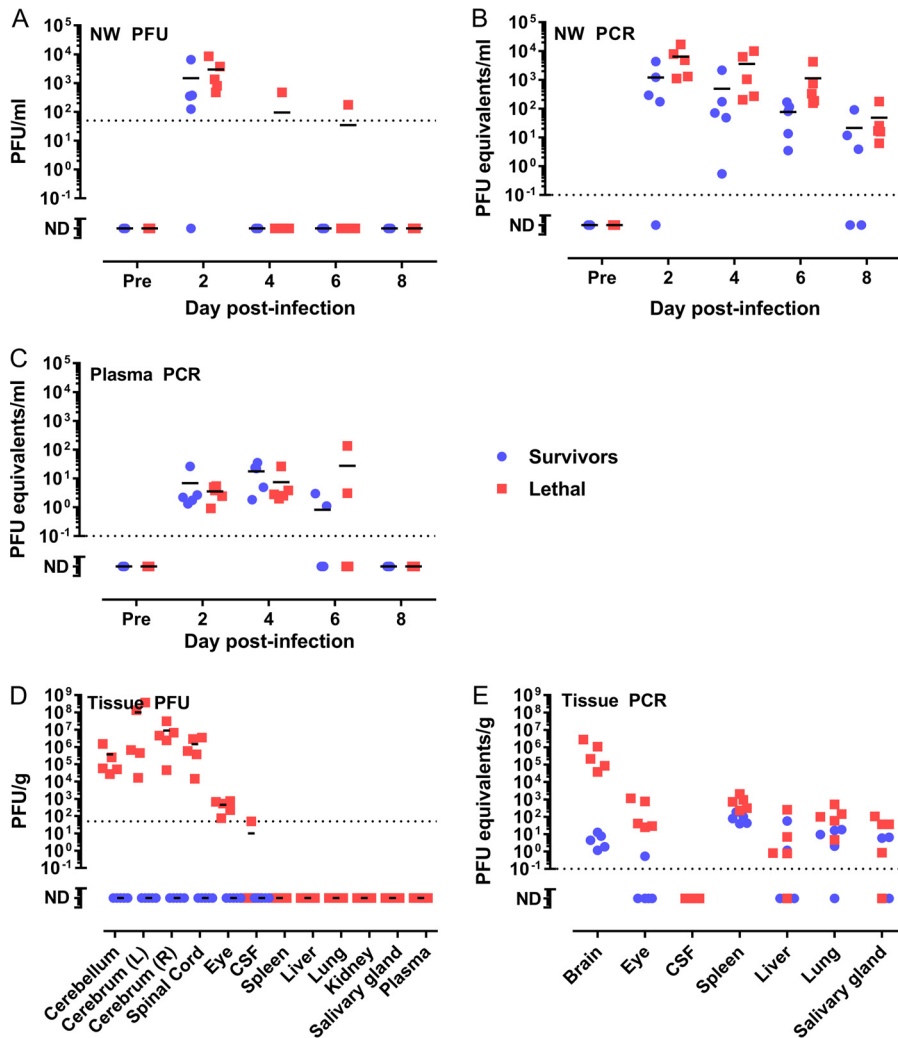 A
NW PFU
PFU/ml
10^5
10^4
10^3
10^2
10^1
10^0
10^-1
ND
Pre 2 4 6 8
Day post-infection
B
NW PCR
PFU equivalents/ml
10^5
10^4
10^3
10^2
10^1
10^0
10^-1
ND
Pre 2 4 6 8
Day post-infection
C
Plasma PCR
PFU equivalents/ml
10^5
10^4
10^3
10^2
10^1
10^0
10^-1
ND
Pre 2 4 6 8
Day post-infection
Survivors
Lethal
D
Tissue PFU
PFU/g
10^9
10^8
10^7
10^6
10^5
10^4
10^3
10^2
10^1
10^0
10^-1
ND
Cerebellum
Cerebrum (L)
Cerebrum (R)
Spinal Cord
Eye
CSF
Spleen
Liver
Lung
Kidney
Salivary gland
Plasma
E
Tissue PCR
PFU equivalents/g
10^9
10^8
10^7
10^6
10^5
10^4
10^3
10^2
10^1
10^0
10^-1
ND
Brain
Eye
CSF
Spleen
Liver
Lung
Salivary gland